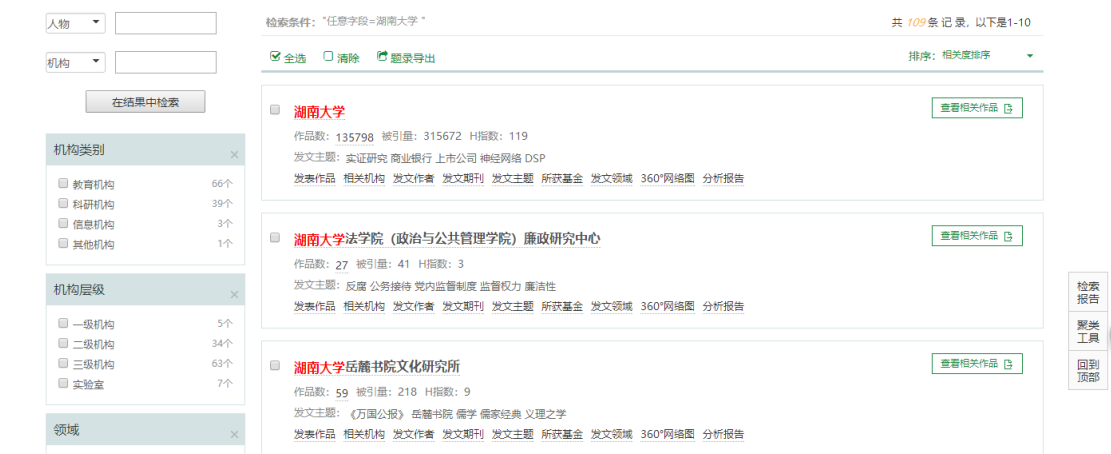 人物
机构
在结果中检索
机构类别 ×
教育机构 66个
科研机构 39个
信息机构 3个
其他机构 1个
机构层级 ×
一级机构 5个
二级机构 34个
三级机构 63个
实验室 7个
领域 ×
检索条件： "任意字段=湖南大学 " 共 109 条 记 录，以下是1-10
全选 清除 题录导出 排序： 相关度排序
湖南大学 查看相关作品
作品数： 135798 被引量： 315672 H指数： 119
发文主题： 实证研究 商业银行 上市公司 神经网络 DSP
发表作品 相关机构 发文作者 发文期刊 发文主题 所获基金 发文领域 360°网络图 分析报告
湖南大学法学院（政治与公共管理学院）廉政研究中心 查看相关作品
作品数： 27 被引量： 41 H指数： 3
发文主题： 反腐 公务接待 党内监督制度 监督权力 廉洁性
发表作品 相关机构 发文作者 发文期刊 发文主题 所获基金 发文领域 360°网络图 分析报告
湖南大学岳麓书院文化研究所 查看相关作品
作品数： 59 被引量： 218 H指数： 9
发文主题： 《万国公报》 岳麓书院 儒学 儒家经典 义理之学
发表作品 相关机构 发文作者 发文期刊 发文主题 所获基金 发文领域 360°网络图 分析报告
检索
报告
聚类
工具
回到
顶部